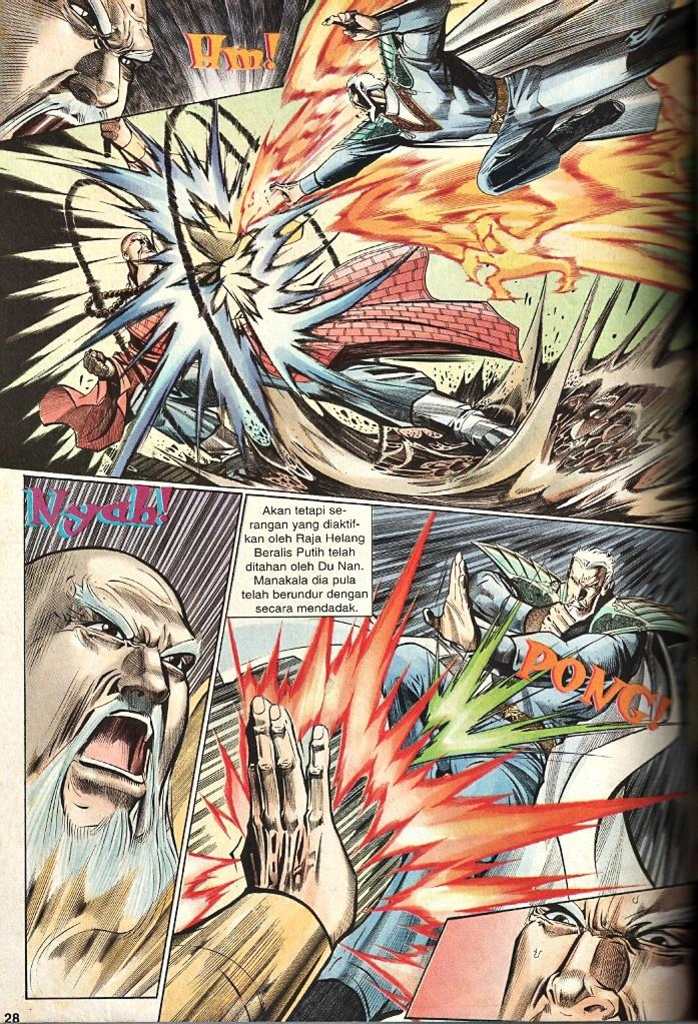 Hm!
Nyah!
Akan tetapi se-
rangan yang diaktif-
kan oleh Raja Helang
Beralis Putih telah
ditahan oleh Du Nan.
Manakala dia pula
telah berundur dengan
secara mendadak.
PONG!
28